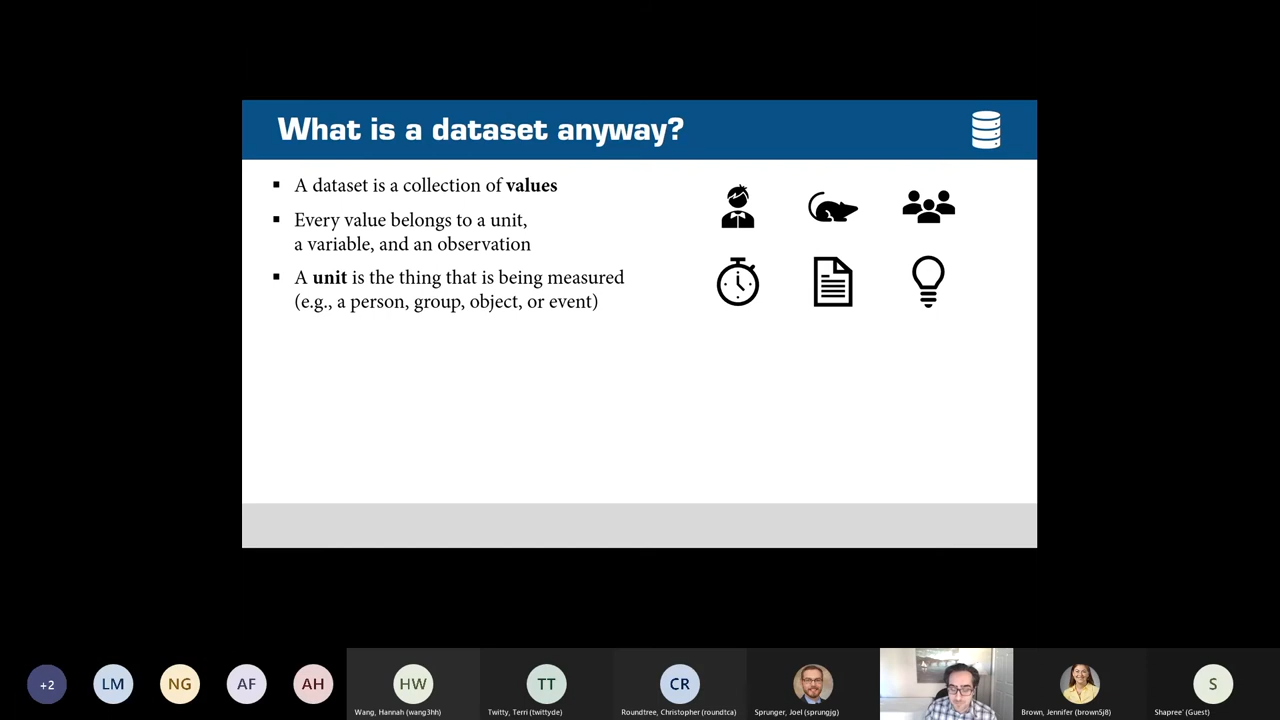 What is a dataset anyway?
A dataset is a collection of values
Every value belongs to a unit,
a variable, and an observation
A unit is the thing that is being measured
(e.g., a person, group, object, or event)
+2
LM
NG
AF
AH
HW
TT
CR
S
Wang, Hannah (wang3hh)
Twitty, Terri (twittyde)
Roundtree, Christopher (roundtca)
Sprunger, Joel (sprungjg)
Brown, Jennifer (brown5j8)
Shapree' (Guest)